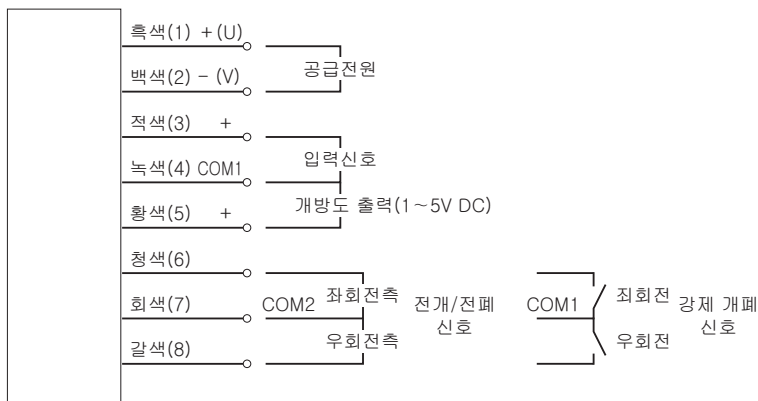 흑색(1) +(U)
공급전원
백색(2) - (V)
적색(3) +
입력신호
녹색(4) COM1
개방도 출력(1~5V DC)
황색(5) +
청색(6)
좌회전측 전개/전폐 죄회전 강제 개폐
회색(7) COM2 신호 COM1 신호
우회전측 우회전
갈색(8)